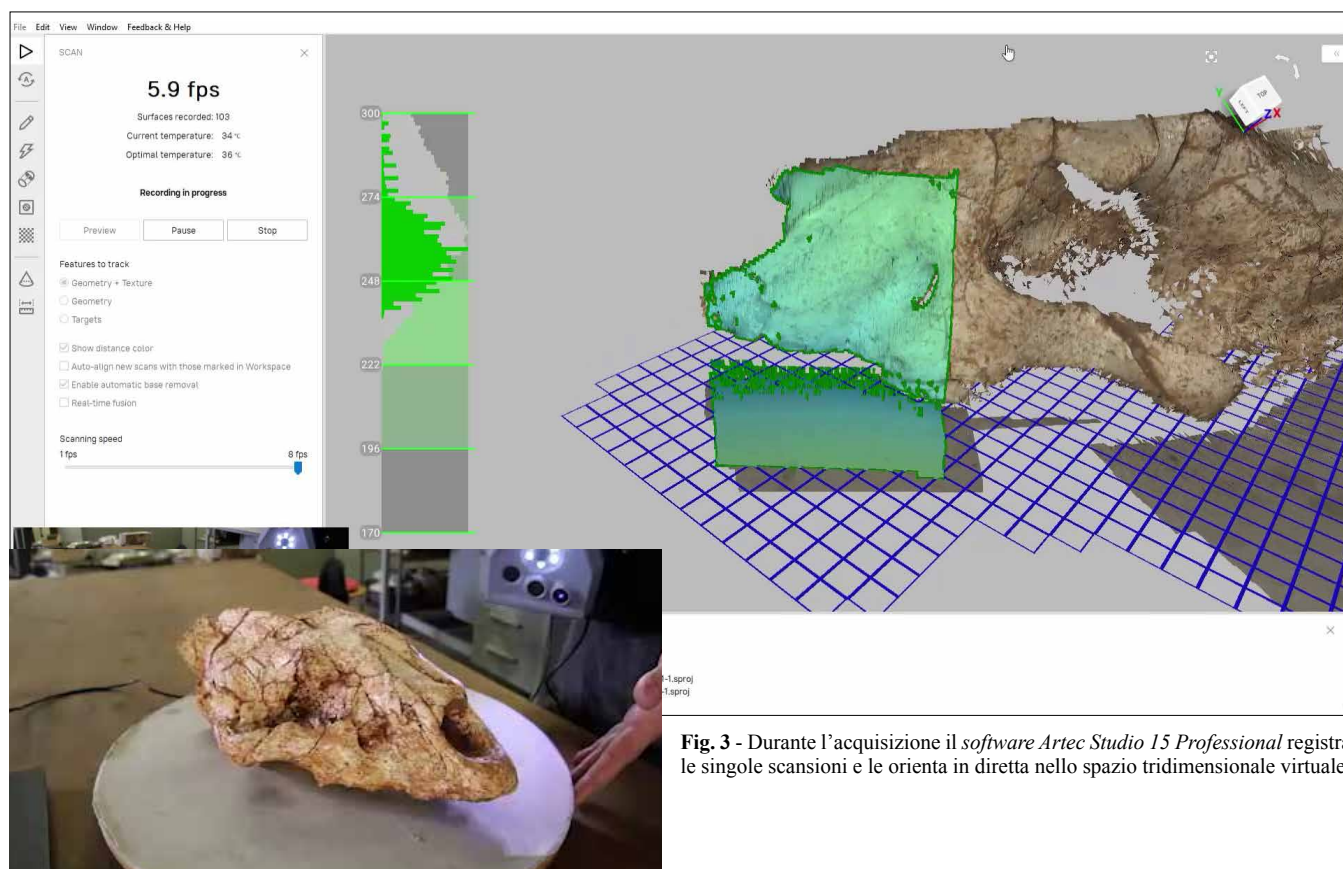 File Edit View Window Feedback & Help
SCAN
5.9 fps
Surfaces recorded: 103
Current temperature: 34 °C
Optimal temperature: 36 °C
Recording in progress
Preview Pause Stop
Features to track
Geometry + Texture
Geometry
Targets
Show distance color
Auto-align new scans with those marked in Workspace
Enable automatic base removal
Real-time fusion
Scanning speed
1 fps 8 fps
300
274
248
222
196
170
Y
TOP
Z X
1-1.sproj
-1.sproj
Fig. 3 - Durante l’acquisizione il software Artec Studio 15 Professional registra
le singole scansioni e le orienta in diretta nello spazio tridimensionale virtuale